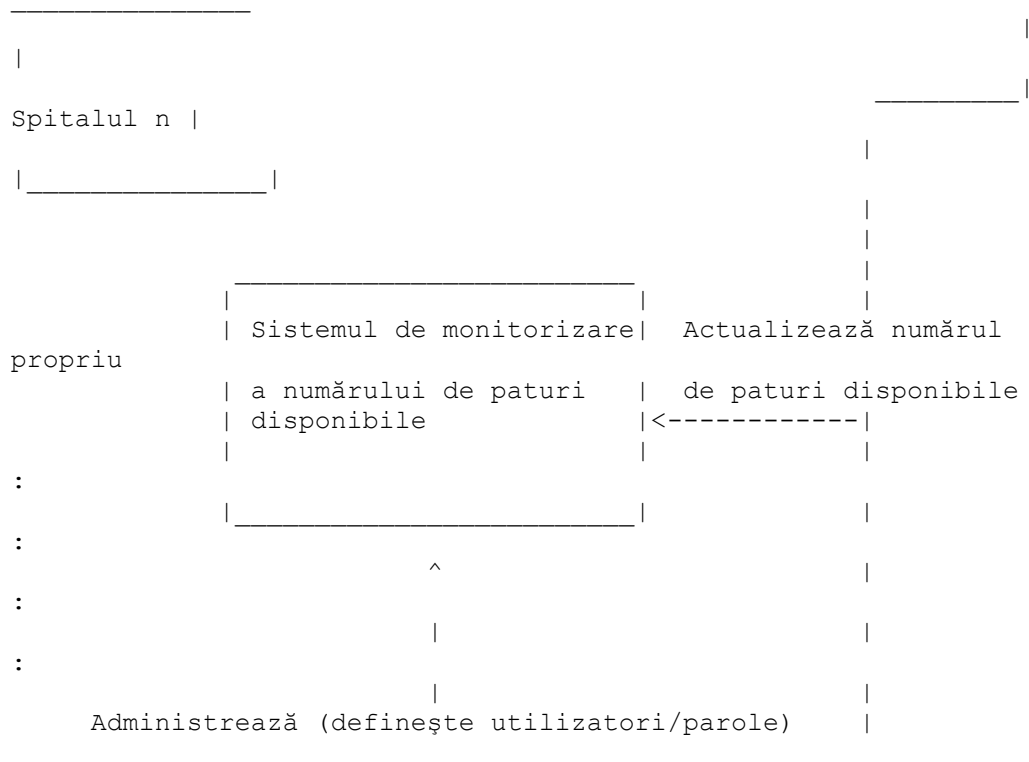 Spitalul n |
| Sistemul de monitorizare| Actualizează numărul
propriu
| a numărului de paturi | de paturi disponibile
| disponibile |<------------|
:
:
^ |
:
:
Administrează (defineşte utilizatori/parole) |